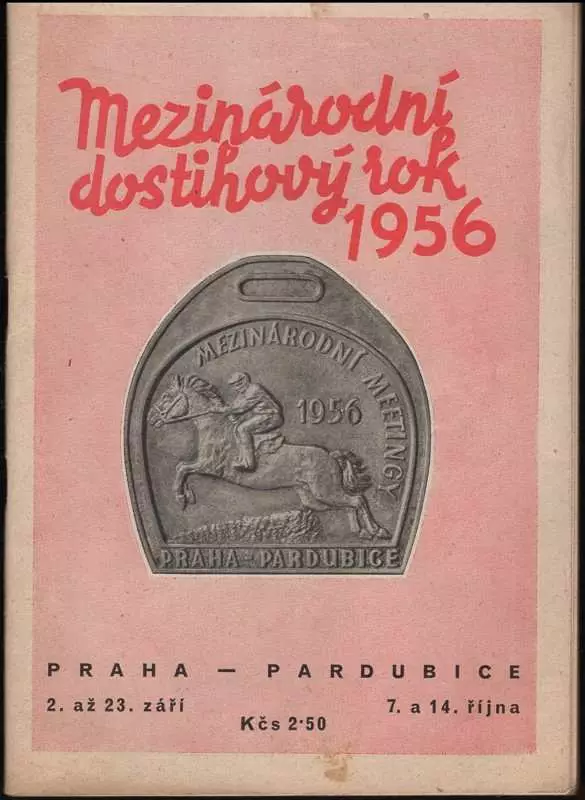 Mezinárodní
dostihový rok
1956
MEZINÁRODNÍ MEETINGY
1956
PRAHA - PARDUBICE
PRAHA — PARDUBICE
2. až 23. září
7. a 14. října
Kčs 2·50